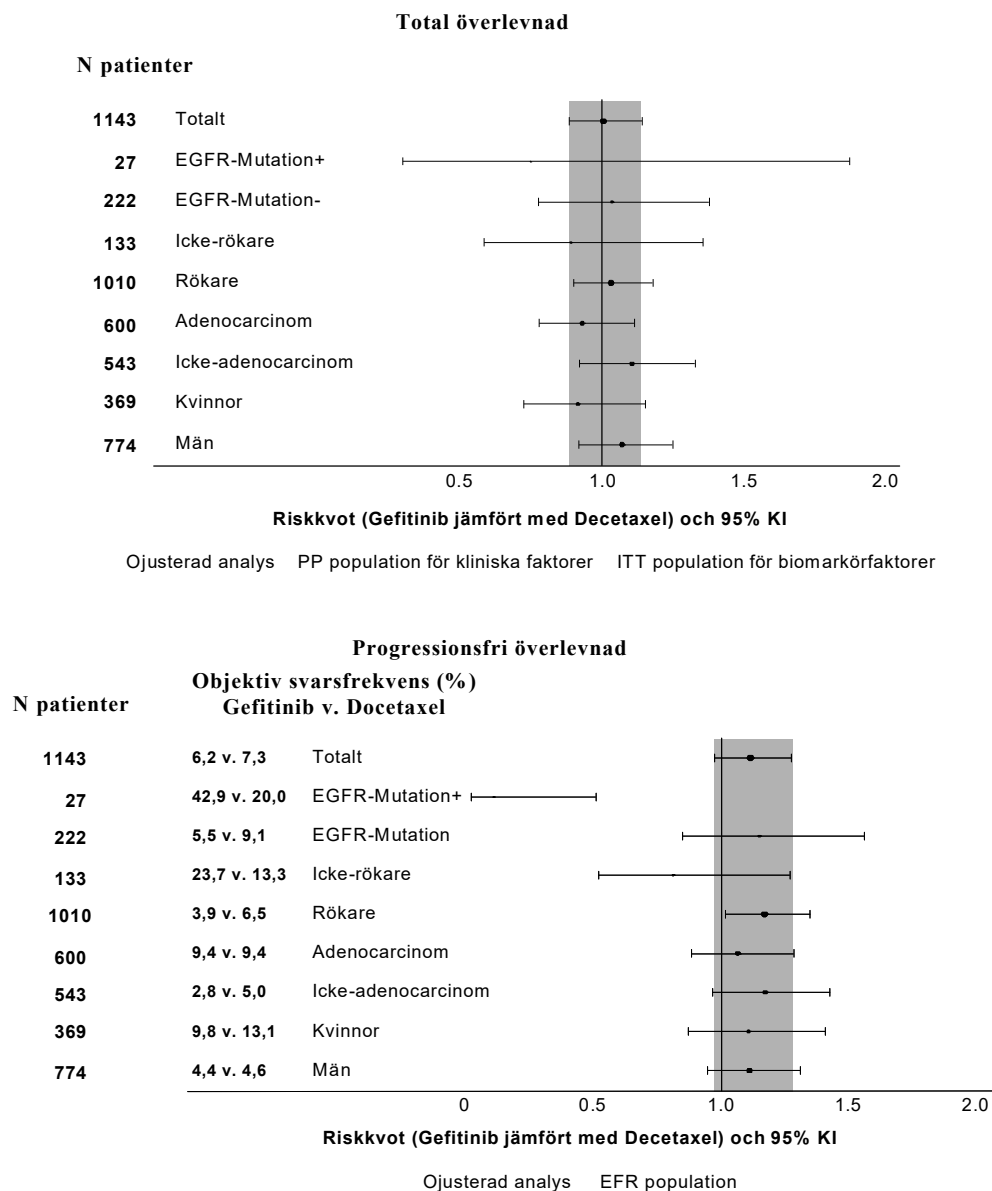 Total överlevnad
N patienter
1143 Totalt
27 EGFR-Mutation+
222 EGFR-Mutation-
133 Icke-rökare
1010 Rökare
600 Adenocarcinom
543 Icke-adenocarcinom
369 Kvinnor
774 Män
0.5 1.0 1.5 2.0
Riskkvot (Gefitinib jämfört med Decetaxel) och 95% KI
Ojusterad analys PP population för kliniska faktorer ITT population för biomarkörfaktorer
Progressionsfri överlevnad
Objektiv svarsfrekvens (%)
N patienter Gefitinib v. Docetaxel
1143 6,2 v. 7,3 Totalt
27 42,9 v. 20,0 EGFR-Mutation+
222 5,5 v. 9,1 EGFR-Mutation
133 23,7 v. 13,3 Icke-rökare
1010 3,9 v. 6,5 Rökare
600 9,4 v. 9,4 Adenocarcinom
543 2,8 v. 5,0 Icke-adenocarcinom
369 9,8 v. 13,1 Kvinnor
774 4,4 v. 4,6 Män
0 0.5 1.0 1.5 2.0
Riskkvot (Gefitinib jämfört med Decetaxel) och 95% KI
Ojusterad analys EFR population